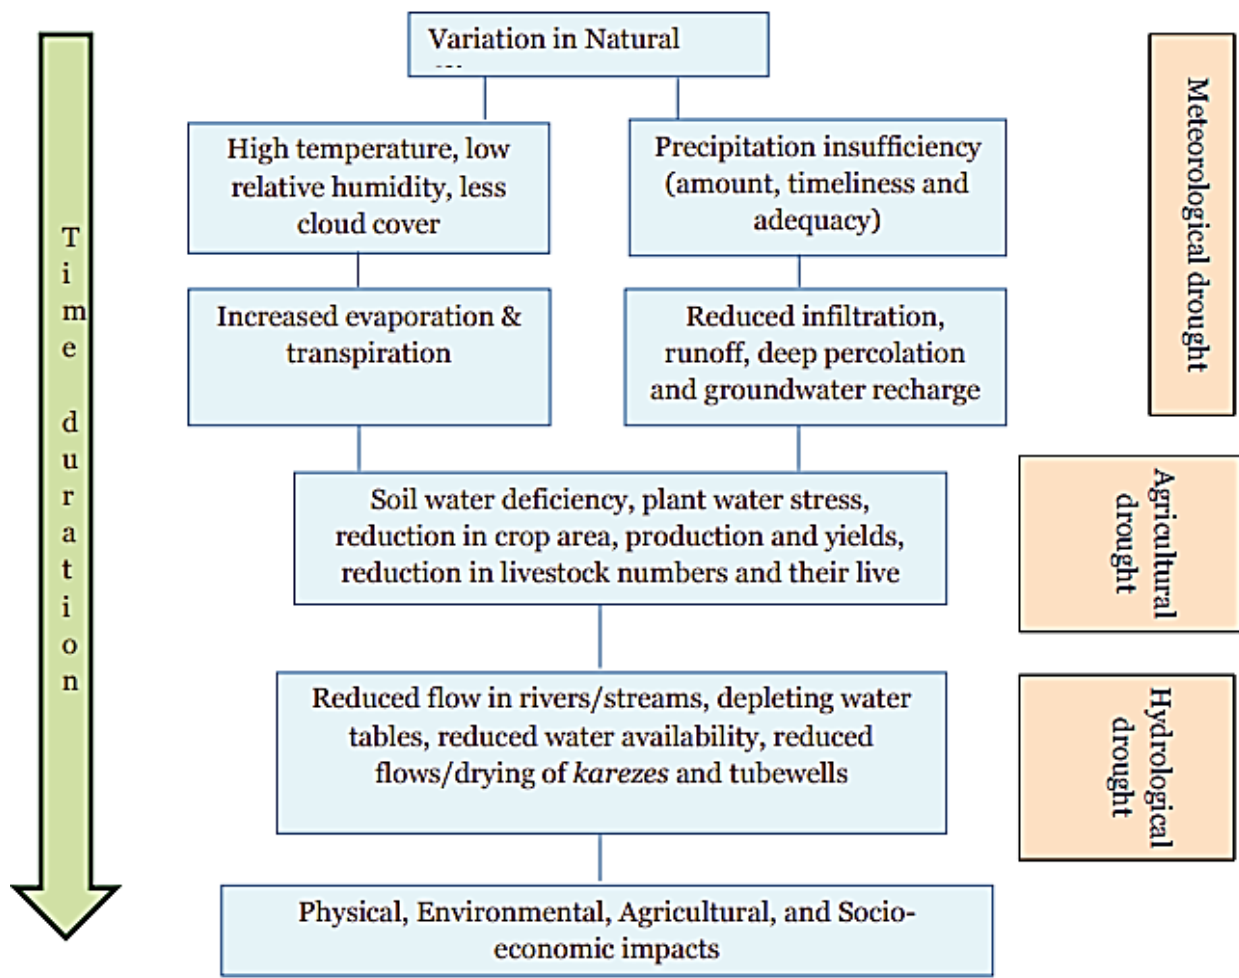 Variation in Natural
High temperature, low
relative humidity, less
cloud cover
Precipitation insufficiency
(amount, timeliness and
adequacy)
Increased evaporation &
transpiration
Reduced infiltration,
runoff, deep percolation
and groundwater recharge
Soil water deficiency, plant water stress,
reduction in crop area, production and yields,
reduction in livestock numbers and their live
Reduced flow in rivers/streams, depleting water
tables, reduced water availability, reduced
flows/drying of karezes and tubewells
Physical, Environmental, Agricultural, and Socio-
economic impacts
Time duration
Meteorological drought
Agricultural
drought
Hydrological
drought